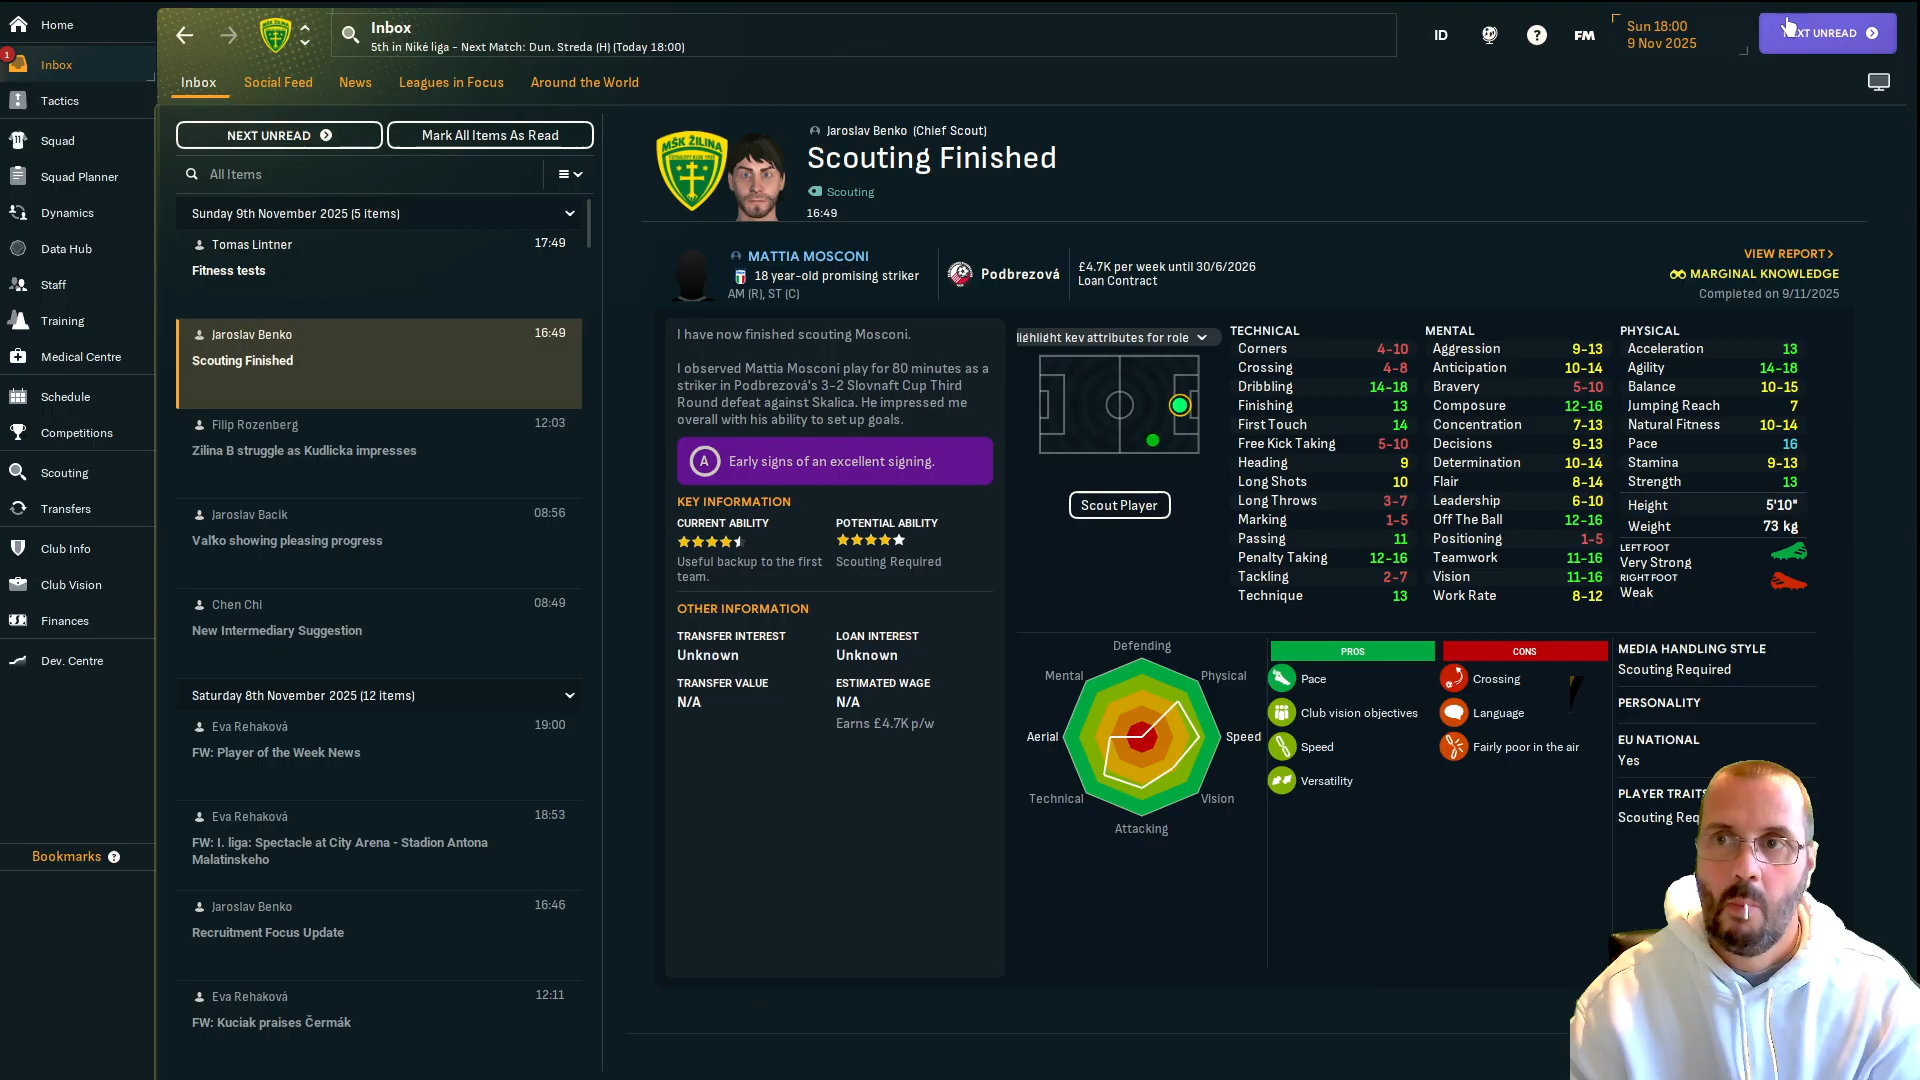 Home
1
Inbox
Tactics
Squad
Squad Planner
Dynamics
Data Hub
Staff
Training
Medical Centre
Schedule
Competitions
Scouting
Transfers
Club Info
Club Vision
Finances
Dev. Centre
Bookmarks ?
Inbox
5th in Niké liga - Next Match: Dun. Streda (H) (Today 18:00)
ID
?
FM
Sun 18:00
9 Nov 2025
UNREAD
Inbox
Social Feed
News
Leagues in Focus
Around the World
NEXT UNREAD
Mark All Items As Read
All Items
Sunday 9th November 2025 (5 items)
Tomas Lintner 17:49
Fitness tests
Jaroslav Benko 16:49
Scouting Finished
Filip Rozenberg 12:03
Zilina B struggle as Kudlicka impresses
Jaroslav Bacik 08:56
Vaľko showing pleasing progress
Chen Chi 08:49
New Intermediary Suggestion
Saturday 8th November 2025 (12 items)
Eva Rehaková 19:00
FW: Player of the Week News
Eva Rehaková 18:53
FW: I. liga: Spectacle at City Arena - Stadion Antona
Malatinskeho
Jaroslav Benko 16:46
Recruitment Focus Update
Eva Rehaková 12:11
FW: Kuciak praises Čermák
MŠK ŽILINA
Jaroslav Benko (Chief Scout)
Scouting Finished
Scouting
16:49
MATTIA MOSCONI
18 year-old promising striker
AM (R), ST (C)
Podbrezová
£4.7K per week until 30/6/2026
Loan Contract
VIEW REPORT >
MARGINAL KNOWLEDGE
Completed on 9/11/2025
I have now finished scouting Mosconi.
I observed Mattia Mosconi play for 80 minutes as a
striker in Podbrezová's 3-2 Slovnaft Cup Third
Round defeat against Skalica. He impressed me
overall with his ability to set up goals.
A Early signs of an excellent signing.
KEY INFORMATION
CURRENT ABILITY
Useful backup to the first
team.
POTENTIAL ABILITY
Scouting Required
OTHER INFORMATION
TRANSFER INTEREST
Unknown
LOAN INTEREST
Unknown
TRANSFER VALUE
N/A
ESTIMATED WAGE
N/A
Earns £4.7K p/w
ighlight key attributes for role
Scout Player
TECHNICAL
Corners 4-10
Crossing 4-8
Dribbling 14-18
Finishing 13
First Touch 14
Free Kick Taking 5-10
Heading 9
Long Shots 10
Long Throws 3-7
Marking 1-5
Passing 11
Penalty Taking 12-16
Tackling 2-7
Technique 13
MENTAL
Aggression 9-13
Anticipation 10-14
Bravery 5-10
Composure 12-16
Concentration 7-13
Decisions 9-13
Determination 10-14
Flair 8-14
Leadership 6-10
Off The Ball 12-16
Positioning 1-5
Teamwork 11-16
Vision 11-16
Work Rate 8-12
PHYSICAL
Acceleration 13
Agility 14-18
Balance 10-15
Jumping Reach 7
Natural Fitness 10-14
Pace 16
Stamina 9-13
Strength 13
Height 5'10"
Weight 73 kg
LEFT FOOT
Very Strong
RIGHT FOOT
Weak
Defending
Physical
Speed
Vision
Attacking
Technical
Aerial
Mental
PROS
Pace
Club vision objectives
Speed
Versatility
CONS
Crossing
Language
Fairly poor in the air
MEDIA HANDLING STYLE
Scouting Required
PERSONALITY
EU NATIONAL
Yes
PLAYER TRAITS
Scouting Req